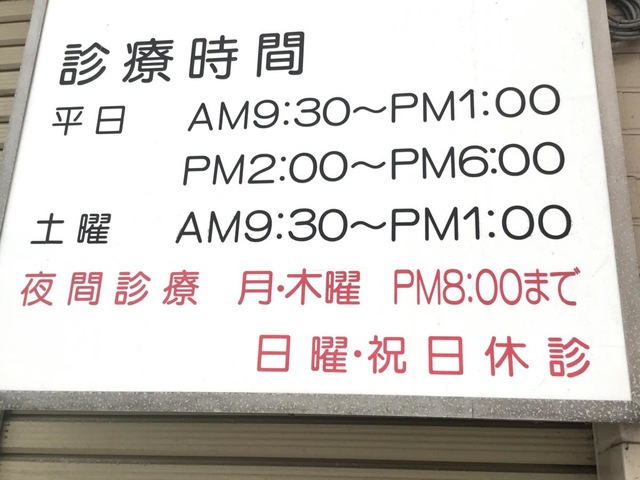 診療時間
平日 AM9:30〜PM1:00
PM2:00〜PM6:00
土曜 AM9:30〜PM1:00
夜間診療 月・木曜 PM8:00まで
日曜・祝日休診